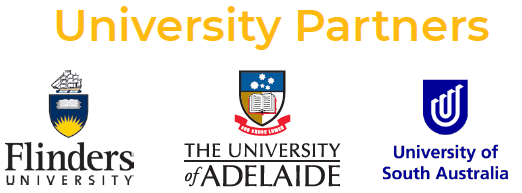 University Partners
Flinders
UNIVERSITY
THE UNIVERSITY
of ADELAIDE
University of
South Australia